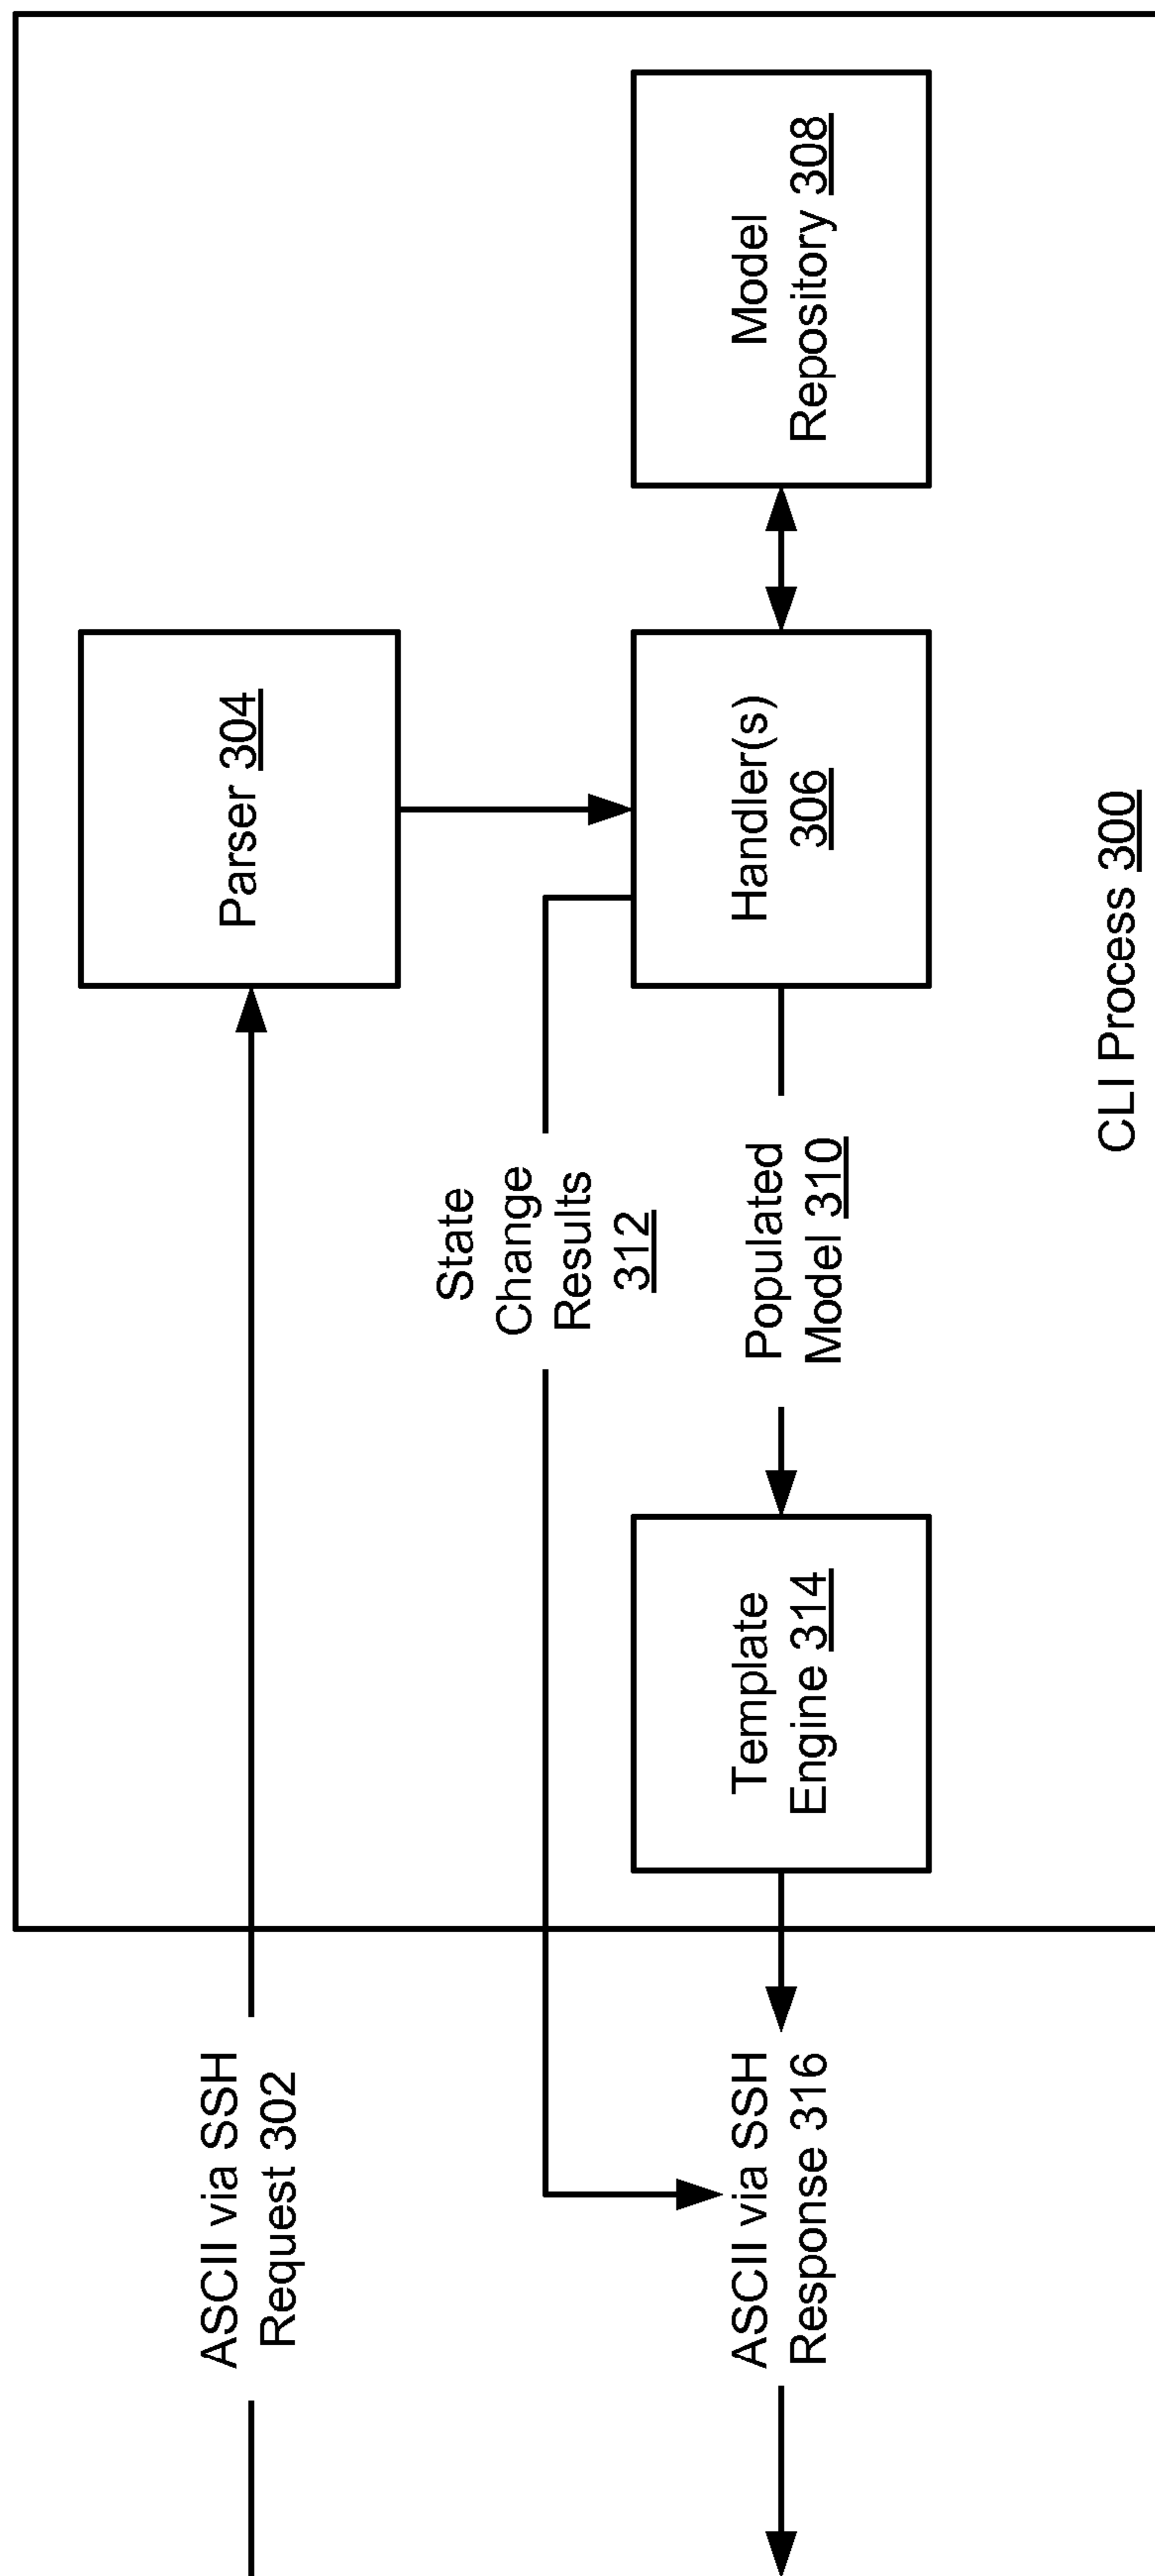 ASCII via SSH
Request 302
Parser 304
State
Change
Results
312
ASCII via SSH
Response 316
Template
Engine 314
Populated
Model 310
Handler(s)
306
Model
Repository 308
CLI Process 300